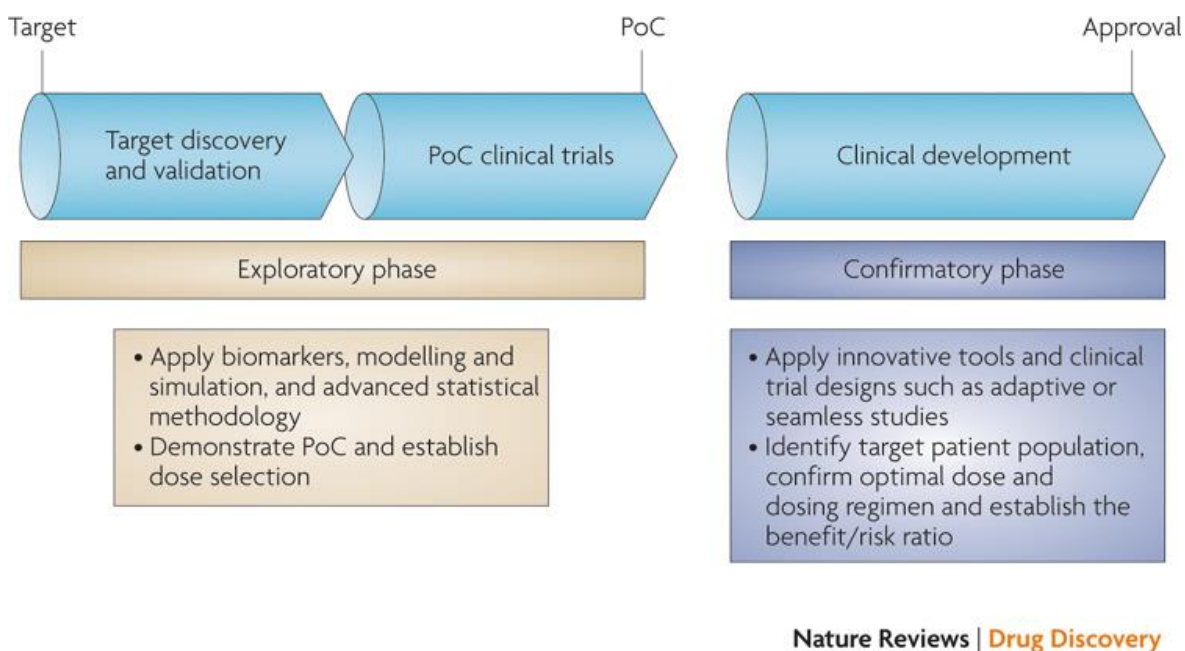 Target
PoC
Approval
Target discovery
and validation
PoC clinical trials
Clinical development
Exploratory phase
Confirmatory phase
• Apply biomarkers, modelling and
simulation, and advanced statistical
methodology
• Demonstrate PoC and establish
dose selection
• Apply innovative tools and clinical
trial designs such as adaptive or
seamless studies
• Identify target patient population,
confirm optimal dose and
dosing regimen and establish the
benefit/risk ratio
Nature Reviews | Drug Discovery